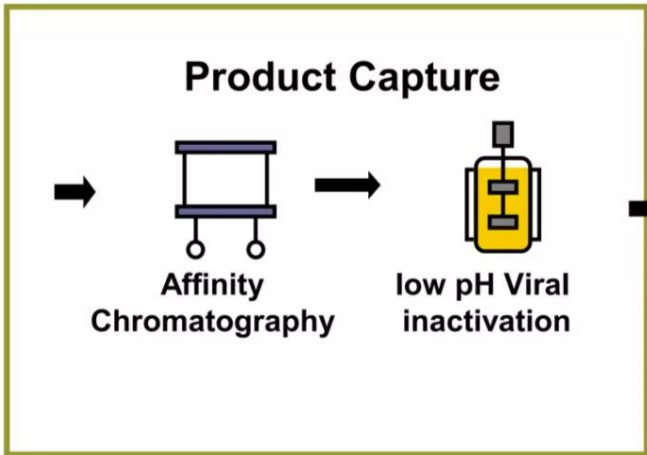 Product Capture
Affinity
Chromatography
low pH Viral
inactivation